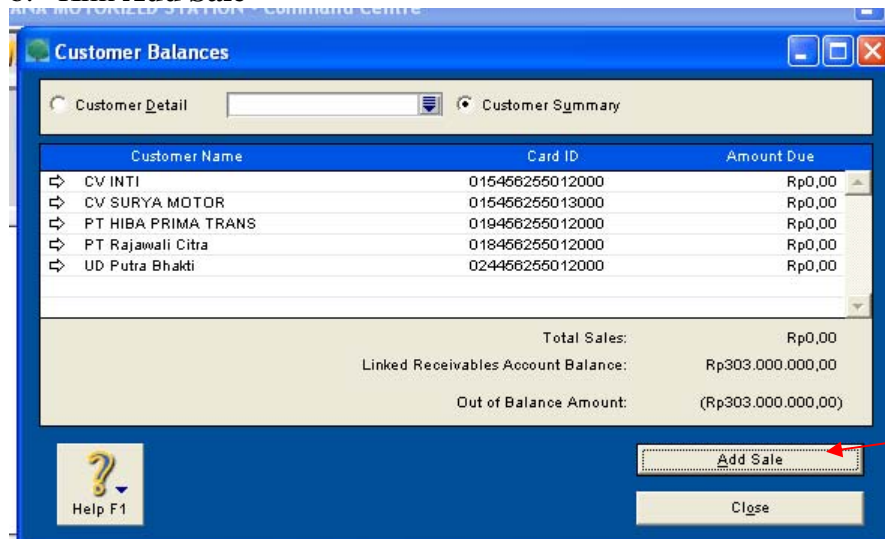 Customer Balances
Customer Detail Customer Summary
Customer Name Card ID Amount Due
CV INTI 015456255012000 Rp0,00
CV SURYA MOTOR 015456255013000 Rp0,00
PT HIBA PRIMA TRANS 019456255012000 Rp0,00
PT Rajawali Citra 018456255012000 Rp0,00
UD Putra Bhakti 024456255012000 Rp0,00
Total Sales: Rp0,00
Linked Receivables Account Balance: Rp303.000.000,00
Out of Balance Amount: (Rp303.000.000,00)
Add Sale
Help F1
Close